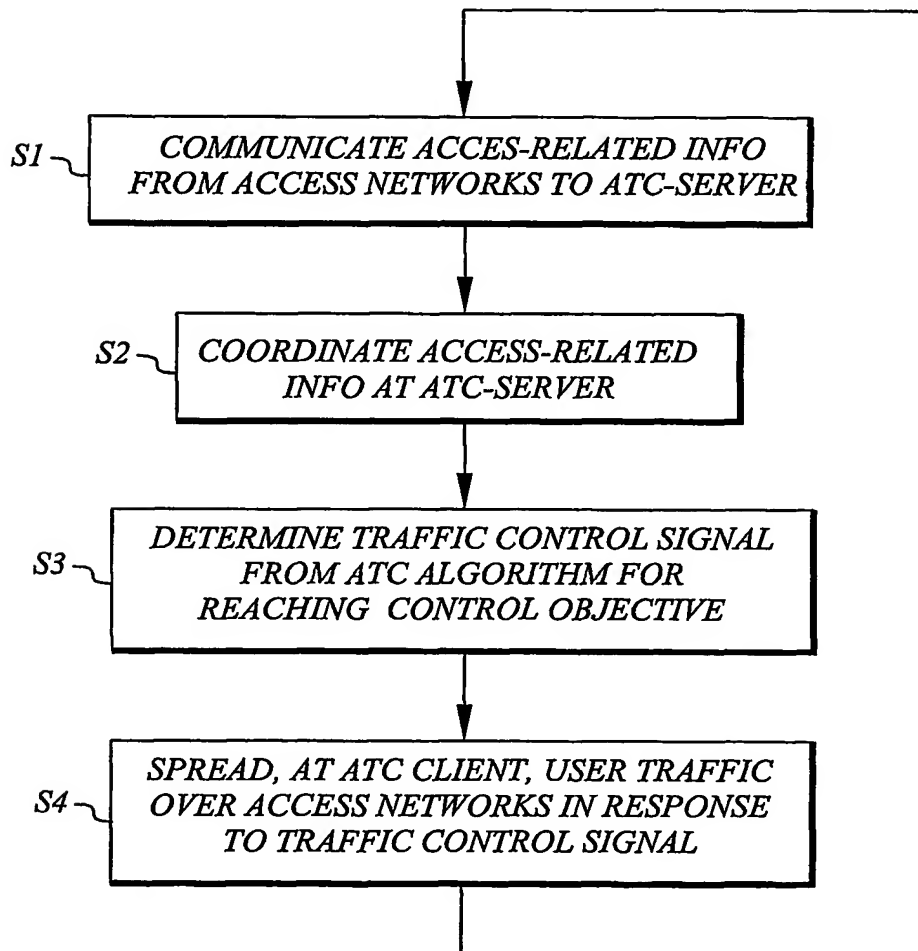 S1
COMMUNICATE ACCES-RELATED INFO
FROM ACCESS NETWORKS TO ATC-SERVER
S2
COORDINATE ACCESS-RELATED
INFO AT ATC-SERVER
S3
DETERMINE TRAFFIC CONTROL SIGNAL
FROM ATC ALGORITHM FOR
REACHING CONTROL OBJECTIVE
S4
SPREAD, AT ATC CLIENT, USER TRAFFIC
OVER ACCESS NETWORKS IN RESPONSE
TO TRAFFIC CONTROL SIGNAL